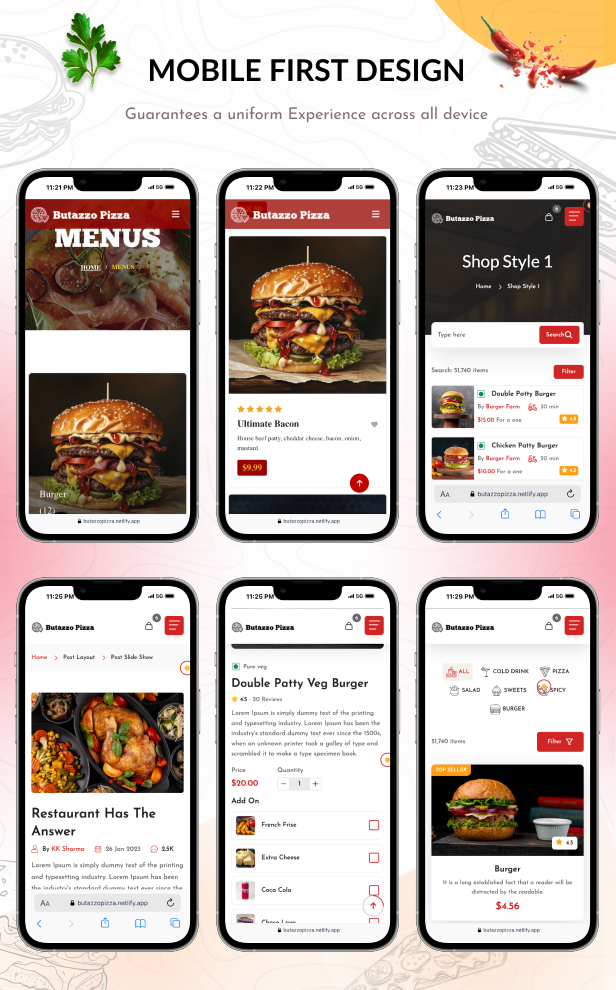 MOBILE FIRST DESIGN
Guarantees a uniform Experience across all device
11:21 PM
5G
Butazzo Pizza
MENUS
HOME / MENUS
Burger
(12)
butazzopizza.netlify.app
11:22 PM
5G
Butazzo Pizza
Ultimate Bacon
House beef patty, cheddar cheese, bacon, onion,
mustard
$9.99
butazzopizza.netlify.app
11:23 PM
5G
Butazzo Pizza
0
Shop Style 1
Home > Shop Style 1
Type here
Search
Search: 51,740 items
Filter
Double Patty Burger
By Burger Farm 30 min
$15.00 For a one
4.5
Chicken Patty Burger
By Burger Farm 20 min
$10.00 For a one
4.5
AA butazzopizza.netlify.app
11:25 PM
5G
Butazzo Pizza
0
Home > Post Layout > Post Slide Show
Restaurant Has The
Answer
By KK Sharma 26 Jan 2023 2.5K
Lorem Ipsum is simply dummy text of the printing
and typesetting industry. Lorem Ipsum has been
the industry's standard dummy text ever since the
AA butazzopizza.netlify.app
11:25 PM
5G
Butazzo Pizza
0
Pure veg
Double Patty Veg Burger
4.5 - 20 Reviews
Lorem Ipsum is simply dummy text of the printing
and typesetting industry. Lorem Ipsum has been
the industry's standard dummy text ever since the 1500s,
when an unknown printer took a galley of type and
scrambled it to make a type specimen book.
Price
Quantity
$20.00
− 1 +
Add On
French Frise
Extra Cheese
Coca Cola
Choco Lava
butazzopizza.netlify.app
11:29 PM
5G
Butazzo Pizza
0
ALL
COLD DRINK
PIZZA
SALAD
SWEETS
SPICY
BURGER
51,740 items
Filter
TOP SELLER
4.5
Burger
It is a long established fact that a reader will be
distracted by the readable.
$4.56
butazzopizza.netlify.app